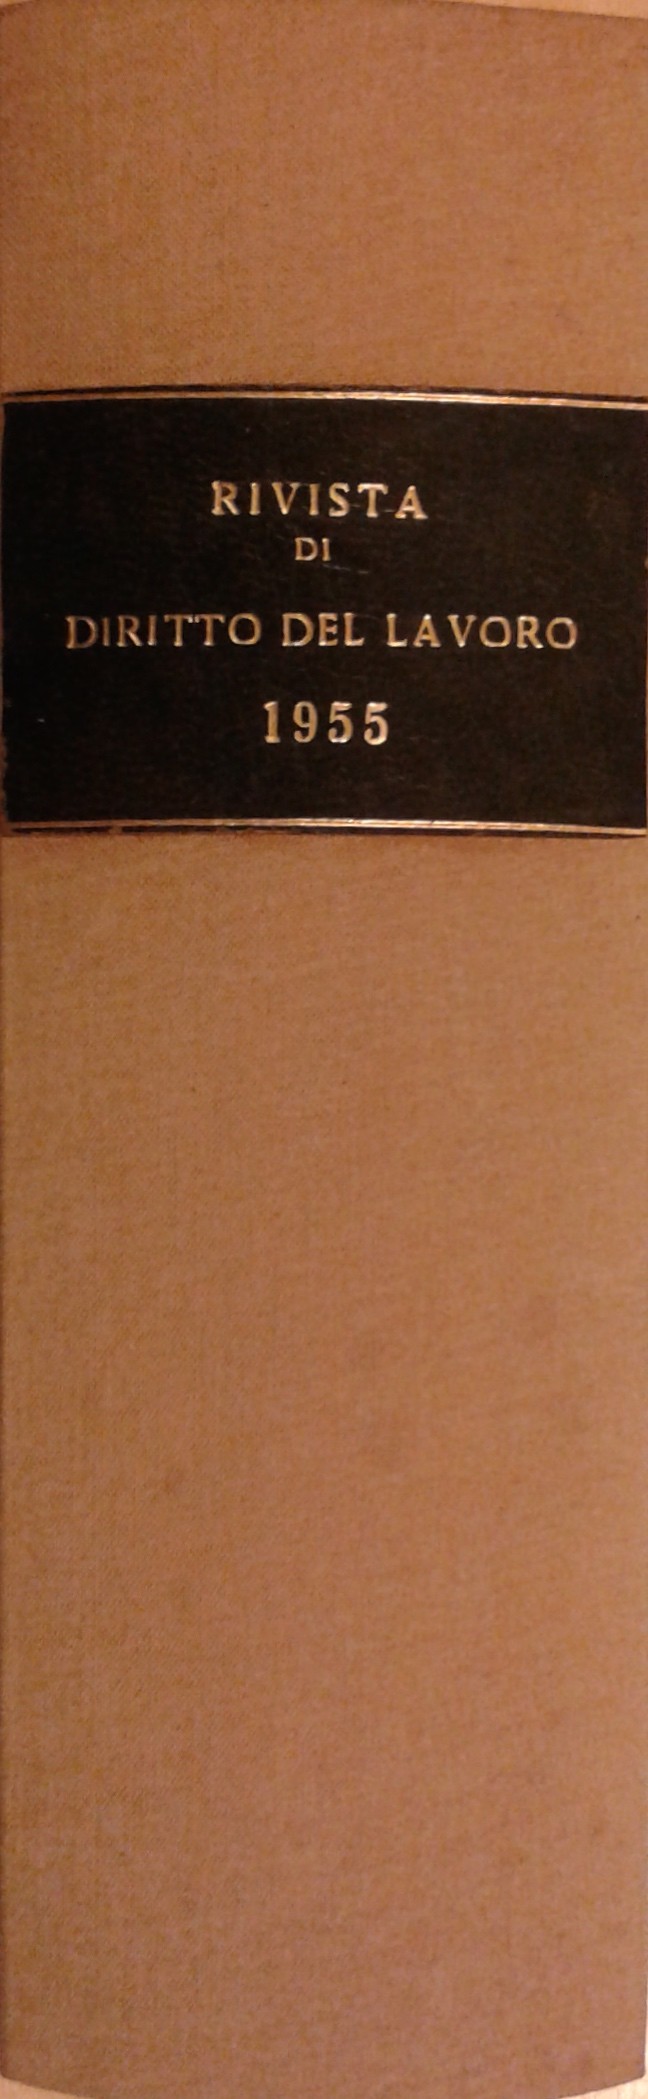 RIVISTA
DI
DIRITTO DEL LAVORO
1955